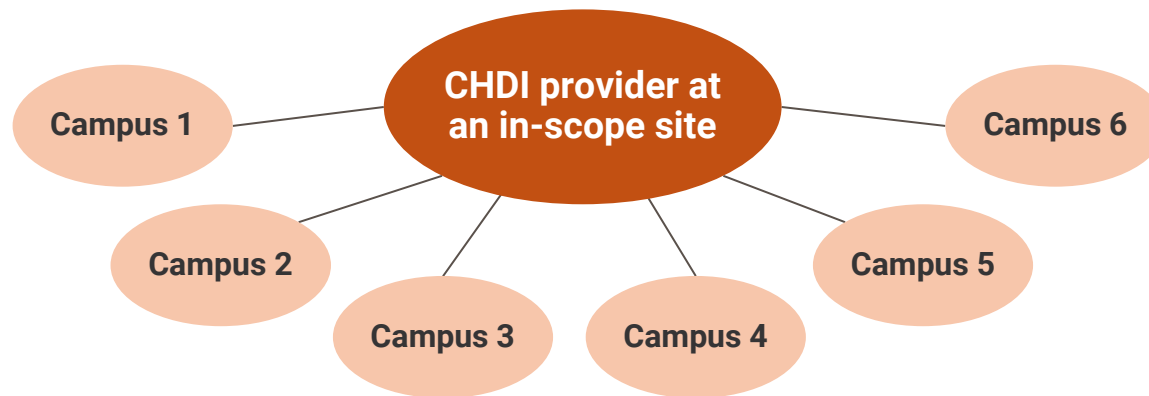 CHDI provider at
an in-scope site
Campus 1
Campus 2
Campus 3
Campus 4
Campus 5
Campus 6